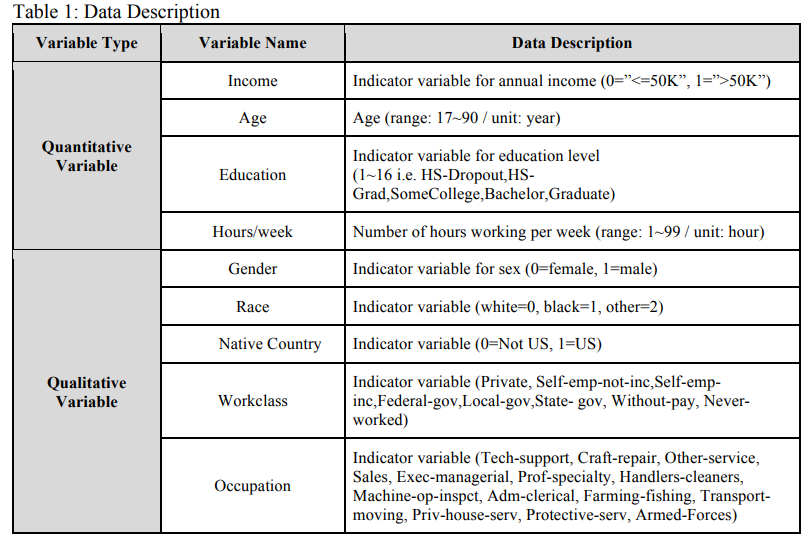 Table 1: Data Description
Variable Type Variable Name Data Description
Quantitative
Variable
Income Indicator variable for annual income (0=”<=50K”, 1=”>50K”)
Age Age (range: 17~90 / unit: year)
Education Indicator variable for education level
(1~16 i.e. HS-Dropout,HS-
Grad,SomeCollege,Bachelor,Graduate)
Hours/week Number of hours working per week (range: 1~99 / unit: hour)
Qualitative
Variable
Gender Indicator variable for sex (0=female, 1=male)
Race Indicator variable (white=0, black=1, other=2)
Native Country Indicator variable (0=Not US, 1=US)
Workclass Indicator variable (Private, Self-emp-not-inc,Self-emp-
inc,Federal-gov,Local-gov,State- gov, Without-pay, Never-
worked)
Occupation Indicator variable (Tech-support, Craft-repair, Other-service,
Sales, Exec-managerial, Prof-specialty, Handlers-cleaners,
Machine-op-inspct, Adm-clerical, Farming-fishing, Transport-
moving, Priv-house-serv, Protective-serv, Armed-Forces)